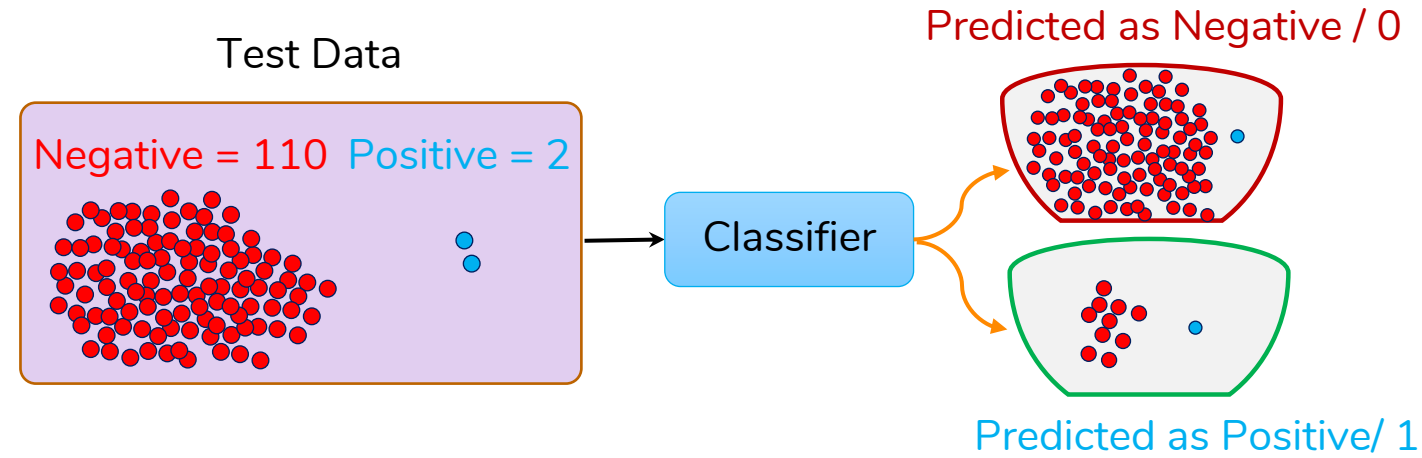 Predicted as Negative / 0
Test Data
Negative = 110 Positive = 2
Classifier
Predicted as Positive/ 1